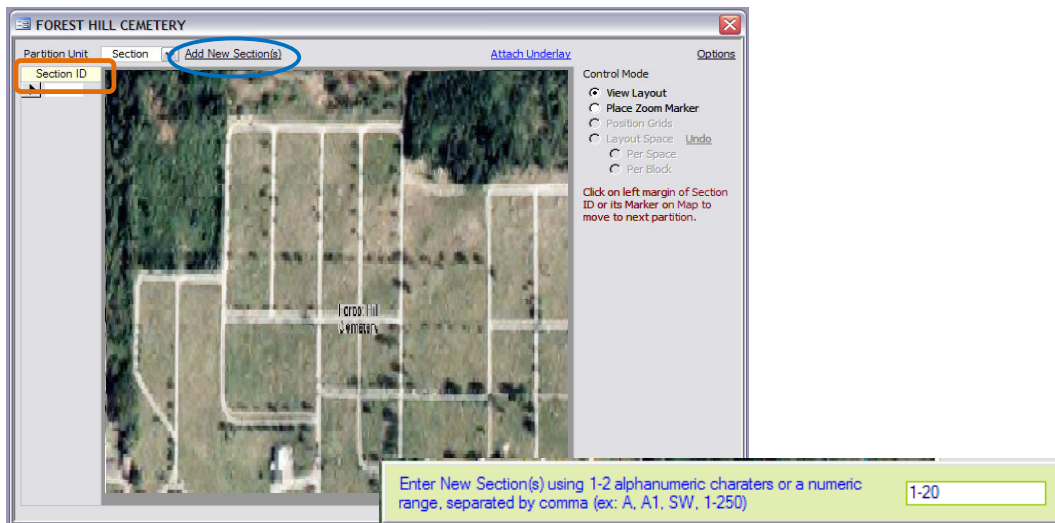 FOREST HILL CEMETERY
Partition Unit Section Add New Section(s) Attach Underlay Options
Section ID
Control Mode
View Layout
Place Zoom Marker
Position Grids
Layout Space Undo
Per Space
Per Block
Click on left margin of Section
ID or its Marker on Map to
move to next partition.
Cemetery
Enter New Section(s) using 1-2 alphanumeric charaters or a numeric
range, separated by comma (ex: A, A1, SW, 1-250)
1-20